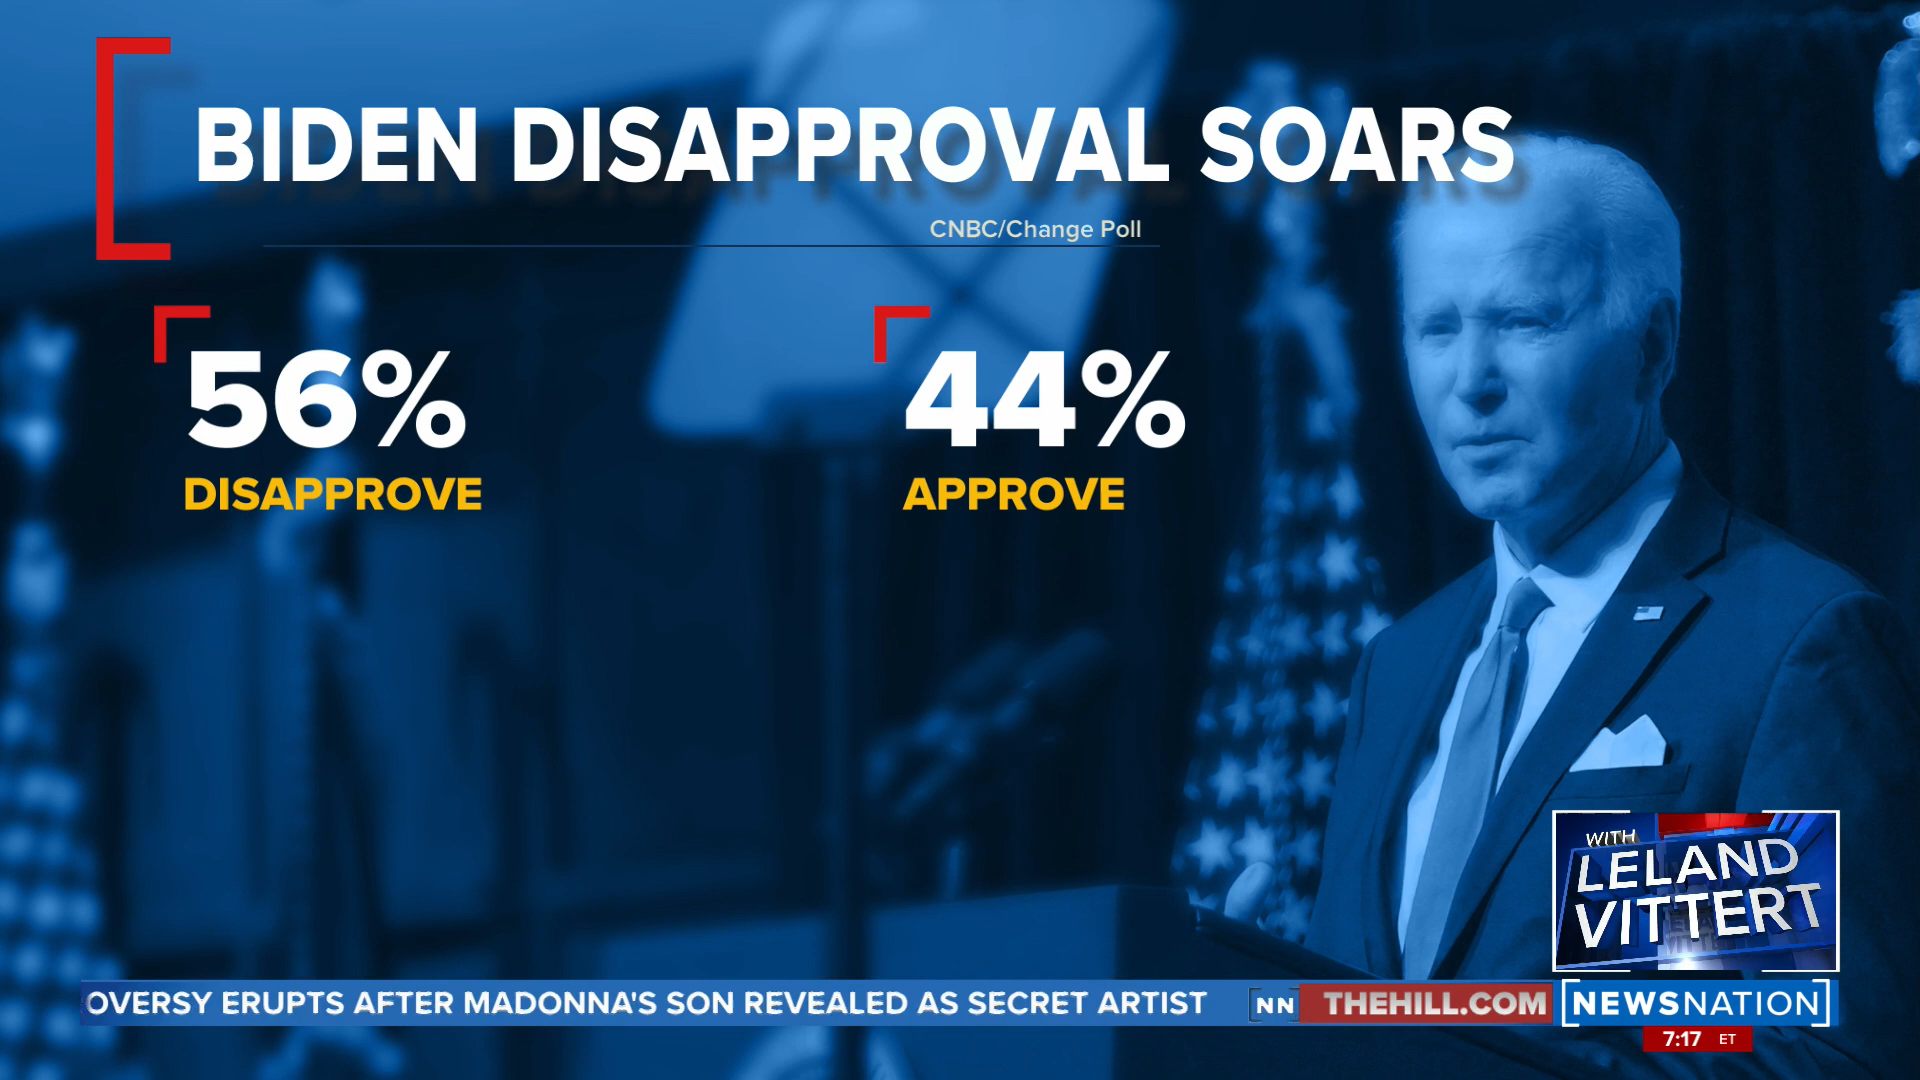 BIDEN DISAPPROVAL SOARS
CNBC/Change Poll
56%
DISAPPROVE
44%
APPROVE
WITH
LELAND
VITTERT
OVERSY ERUPTS AFTER MADONNA'S SON REVEALED AS SECRET ARTIST
NN
THEHILL.COM
NEWSNATION
7:17 ET